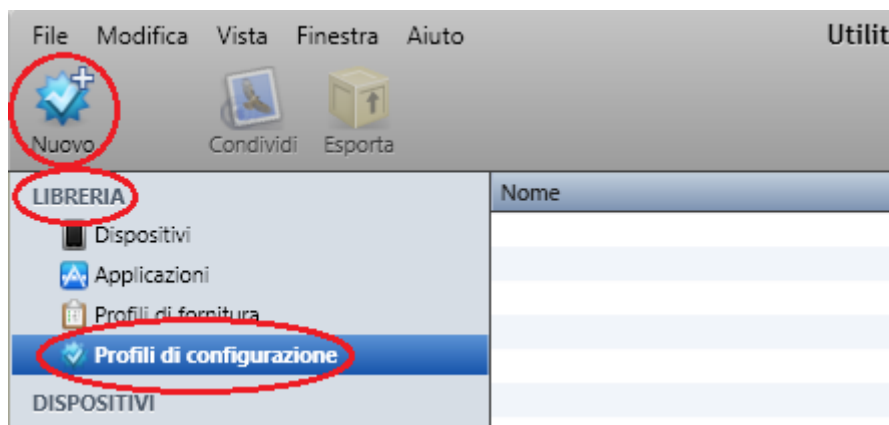 File Modifica Vista Finestra Aiuto Utilit
Nuovo Condividi Esporta
LIBRERIA Nome
Dispositivi
Applicazioni
Profili di fornitura
Profili di configurazione
DISPOSITIVI